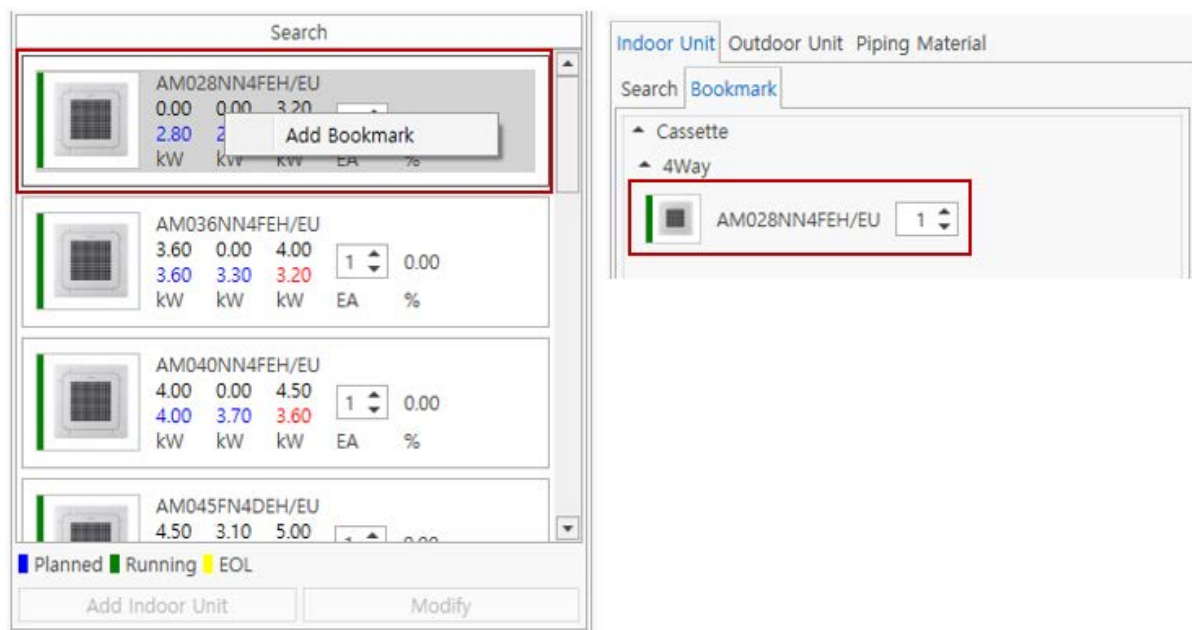 Search
AM028NN4FEH/EU
0.00 0.00 3.20
2.80
Add Bookmark
kW kW kW EA %
AM036NN4FEH/EU
3.60 0.00 4.00
3.60 3.30 3.20
1 0.00
kW kW kW EA %
AM040NN4FEH/EU
4.00 0.00 4.50
4.00 3.70 3.60
1 0.00
kW kW kW EA %
AM045FN4DEH/EU
4.50 3.10 5.00
Planned Running EOL
Add Indoor Unit Modify
Indoor Unit Outdoor Unit Piping Material
Search Bookmark
Cassette
4Way
AM028NN4FEH/EU 1